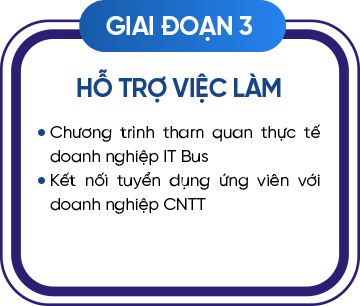 GIAI ĐOẠN 3
HỖ TRỢ VIỆC LÀM
• Chương trình tham quan thực tế
doanh nghiệp IT Bus
• Kết nối tuyển dụng ứng viên với
doanh nghiệp CNTT